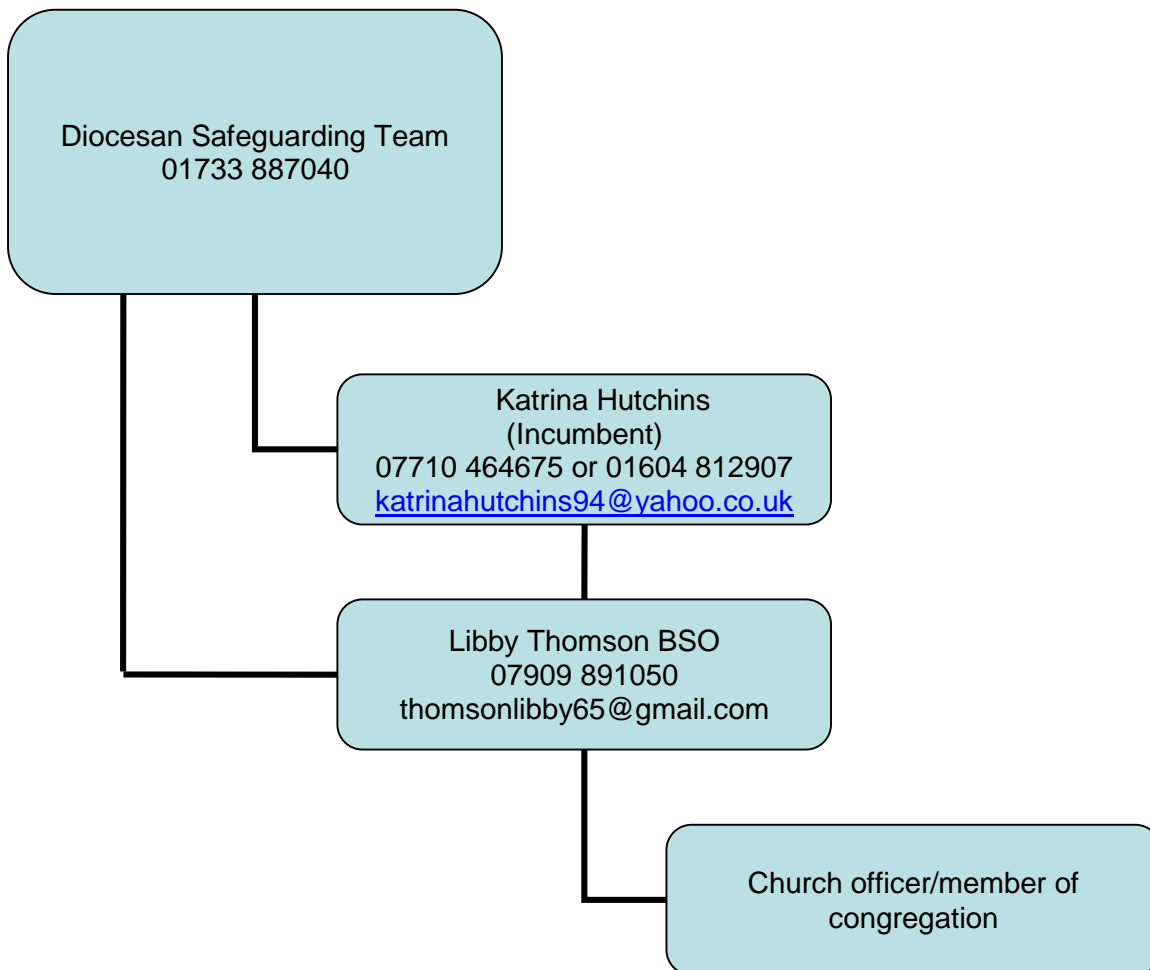 Diocesan Safeguarding Team
01733 887040
Katrina Hutchins
(Incumbent)
07710 464675 or 01604 812907
katrinahutchins94@yahoo.co.uk
Libby Thomson BSO
07909 891050
thomsonlibby65@gmail.com
Church officer/member of
congregation